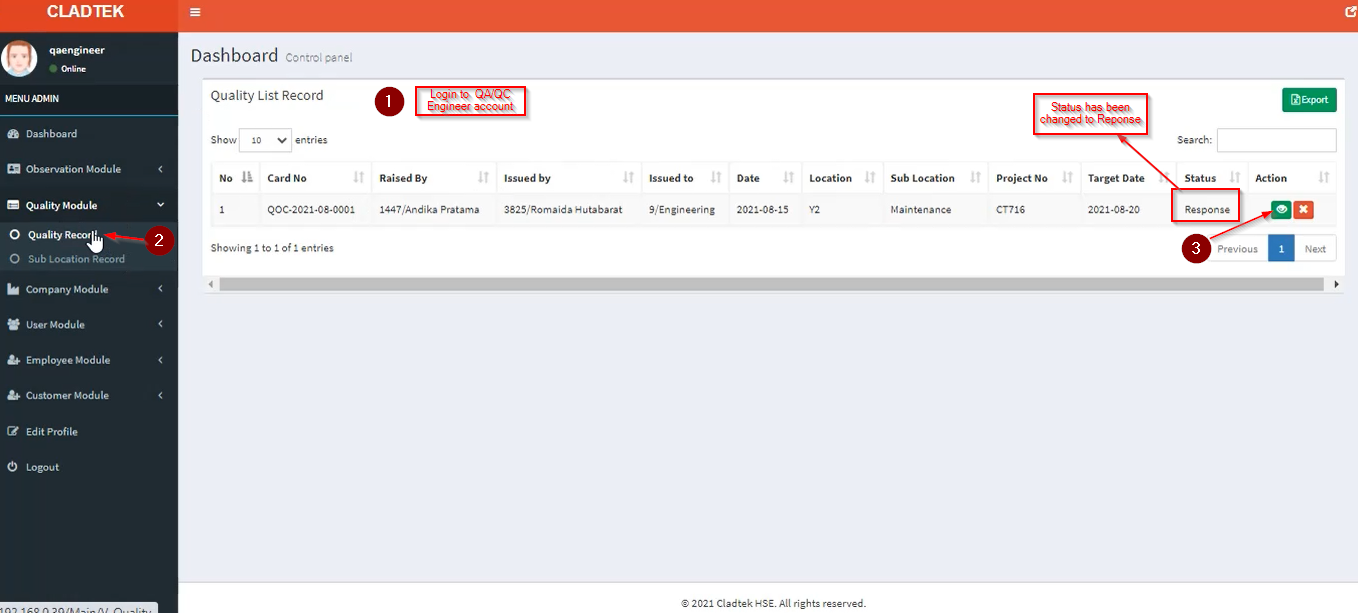 CLADTEK
qaengineer
Online
MENU ADMIN
Dashboard
Observation Module
Quality Module
Quality Record
Sub Location Record
Company Module
User Module
Employee Module
Customer Module
Edit Profile
Logout
Dashboard Control panel
Quality List Record
1
Login to QA/QC
Engineer account
Status has been
changed to Reponse
Export
Show 10 entries
Search:
No Card No Raised By Issued by Issued to Date Location Sub Location Project No Target Date Status Action
1 QOC-2021-08-0001 1447/Andika Pratama 3825/Romaida Hutabarat 9/Engineering 2021-08-15 Y2 Maintenance CT716 2021-08-20 Response
2
Showing 1 to 1 of 1 entries
3
Previous 1 Next
192.168.0.39/Main/V_Quality
© 2021 Cladtek HSE. All rights reserved.